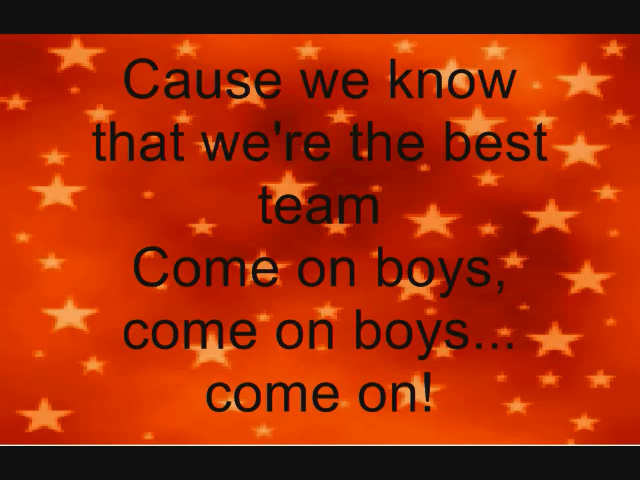 Cause we know
that we're the best
team
Come on boys,
come on boys...
come on!